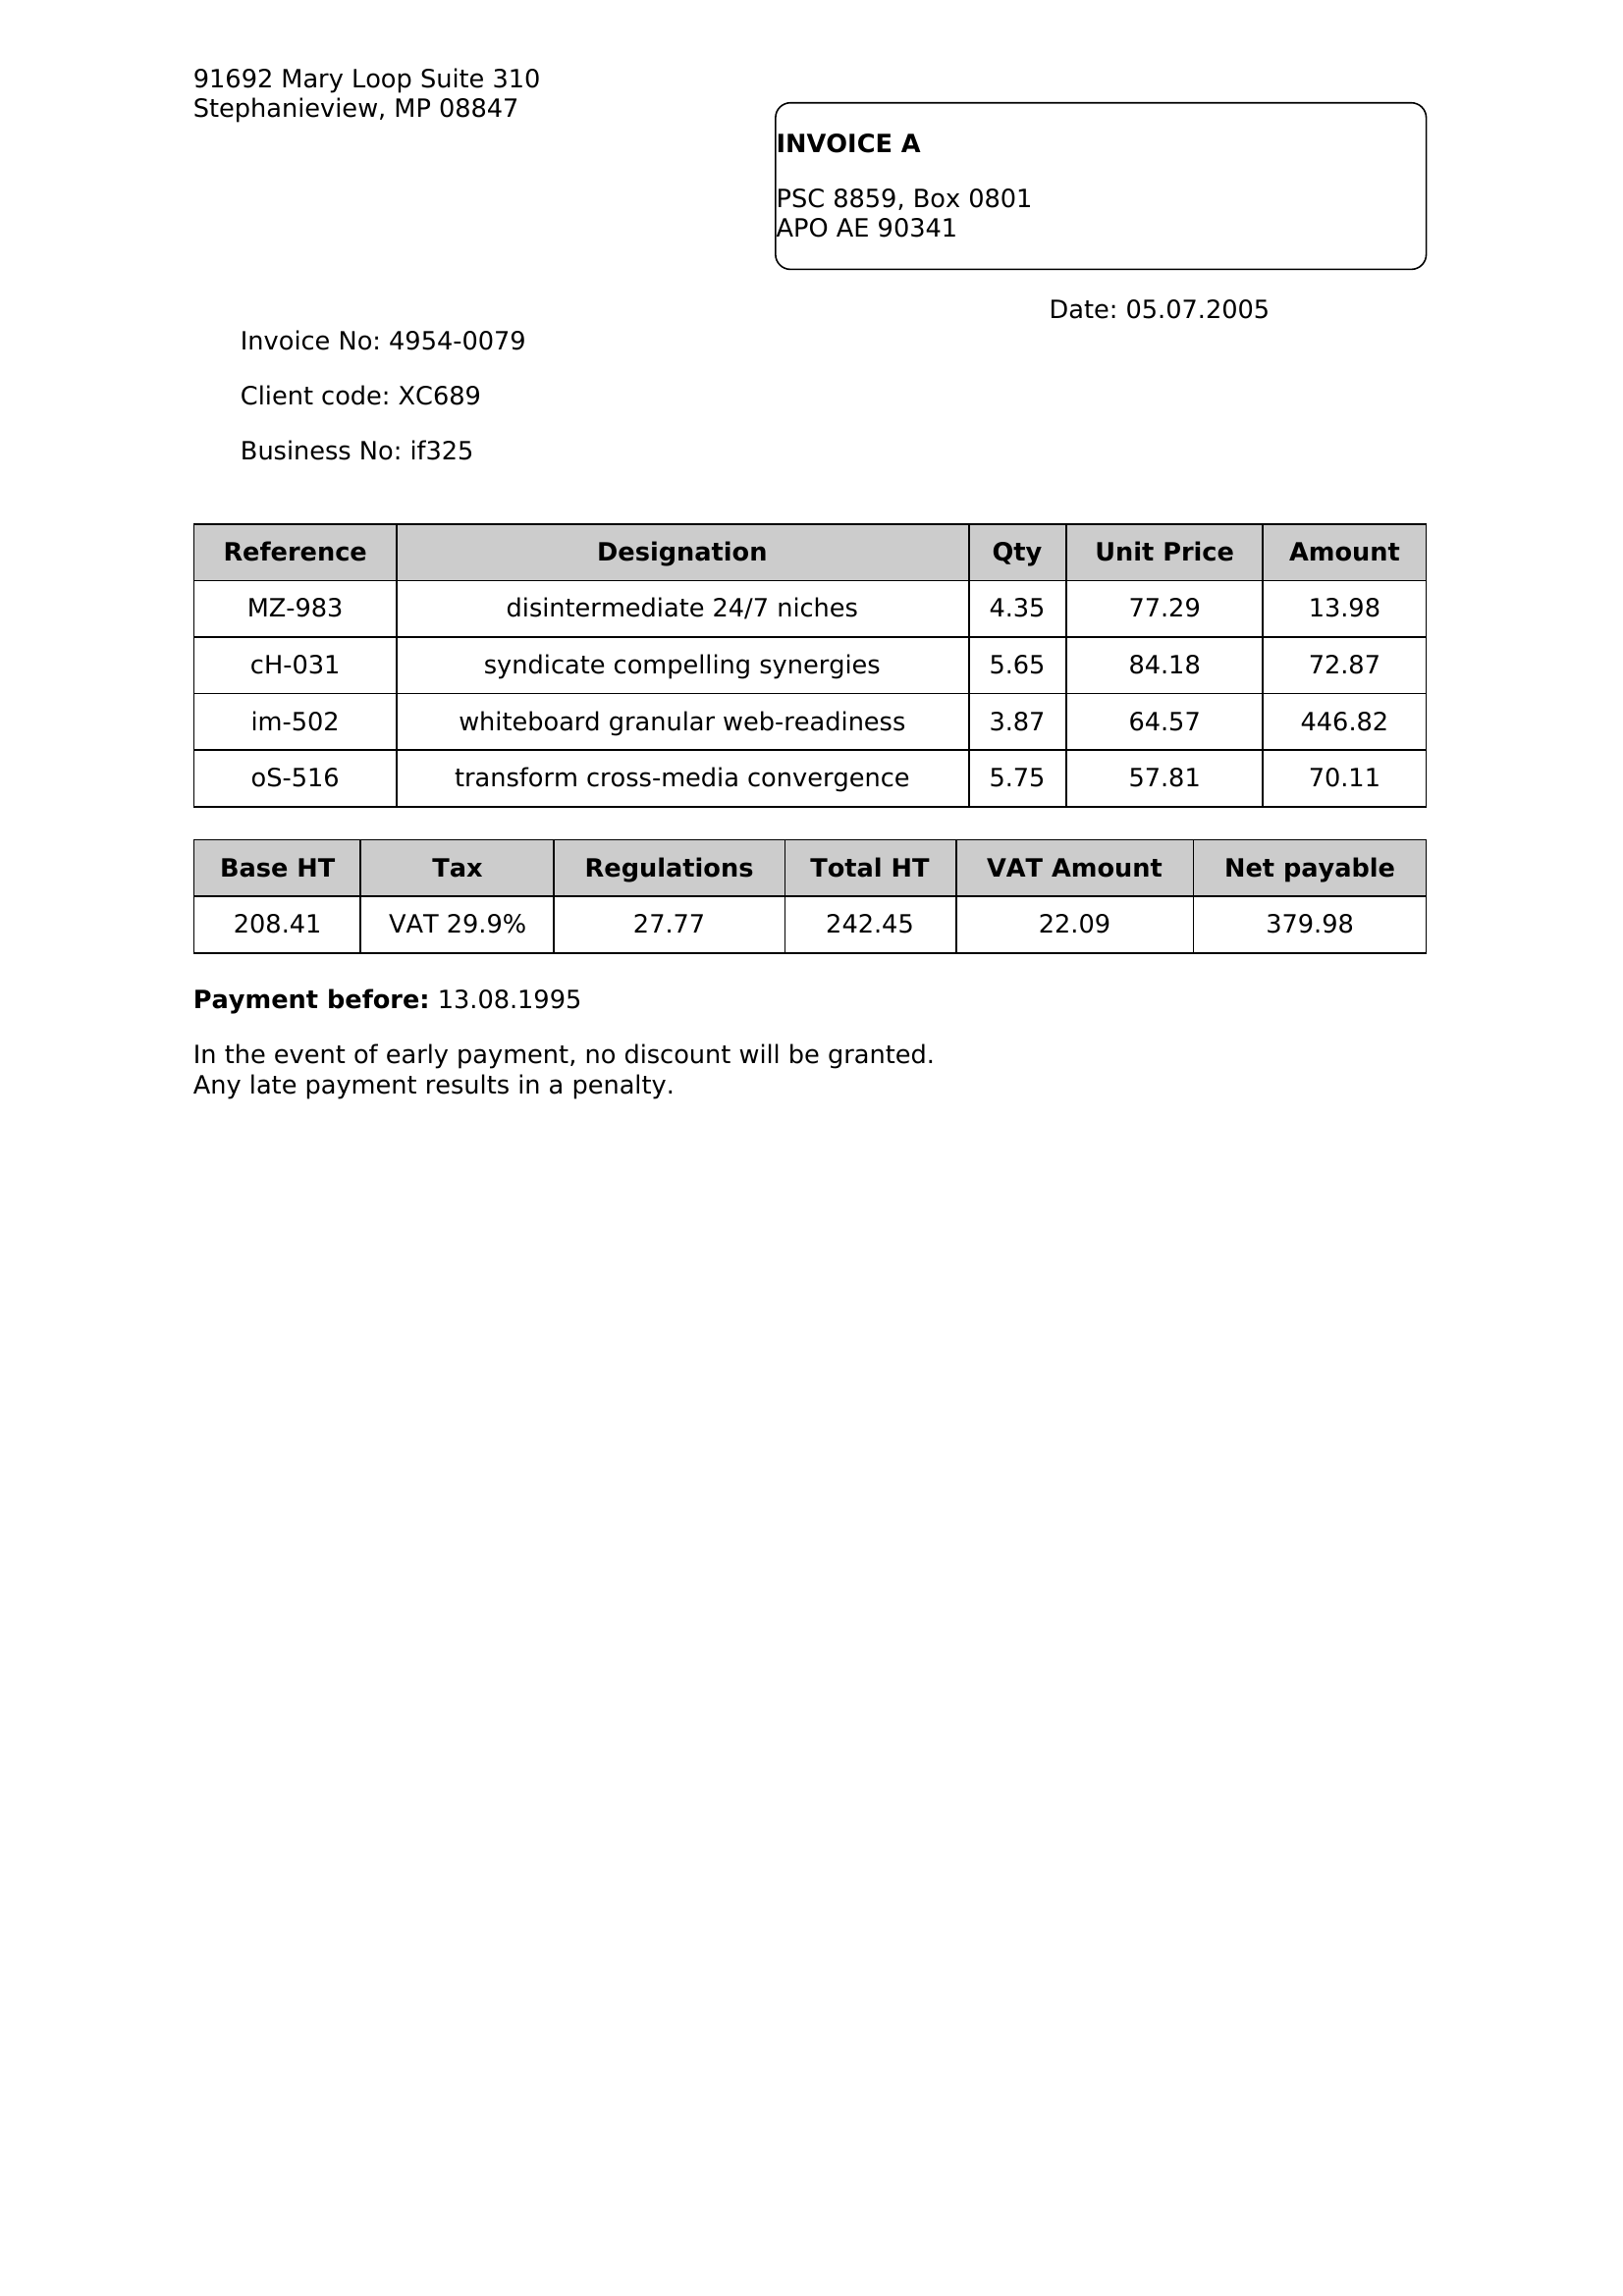 91692 Mary Loop Suite 310
Stephanieview, MP 08847
INVOICE A
PSC 8859, Box 0801
APO AE 90341
Date: 05.07.2005
Invoice No: 4954-0079
Client code: XC689
Business No: if325
Reference Designation Qty Unit Price Amount
MZ-983 disintermediate 24/7 niches 4.35 77.29 13.98
cH-031 syndicate compelling synergies 5.65 84.18 72.87
im-502 whiteboard granular web-readiness 3.87 64.57 446.82
oS-516 transform cross-media convergence 5.75 57.81 70.11
Base HT Tax Regulations Total HT VAT Amount Net payable
208.41 VAT 29.9% 27.77 242.45 22.09 379.98
Payment before: 13.08.1995
In the event of early payment, no discount will be granted.
Any late payment results in a penalty.